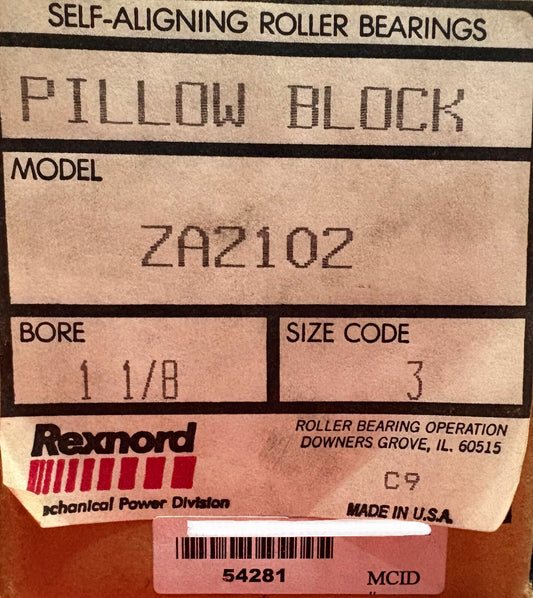 SELF-ALIGNING ROLLER BEARINGS
PILLOW BLOCK
MODEL
ZA2102
BORE
1 1/8
SIZE CODE
3
Rexnord
echanical Power Division
ROLLER BEARING OPERATION
DOWNERS GROVE, IL. 60515
C9
MADE IN U.S.A.
54281
MCID